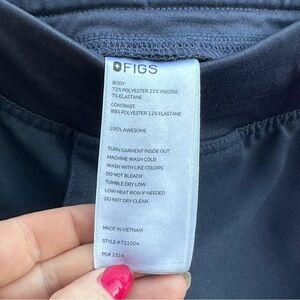 FIGS
BODY:
72% POLYESTER 21% VISCOSE
7% ELASTANE
CONTRAST:
88% POLYESTER 12% ELASTANE
100% AWESOME
TURN GARMENT INSIDE OUT
MACHINE WASH COLD
WASH WITH LIKE COLORS
DO NOT BLEACH
TUMBLE DRY LOW
LOW HEAT IRON IF NEEDED
DO NOT DRY CLEAN
MADE IN VIETNAM
STYLE # T21004
PO# 2314